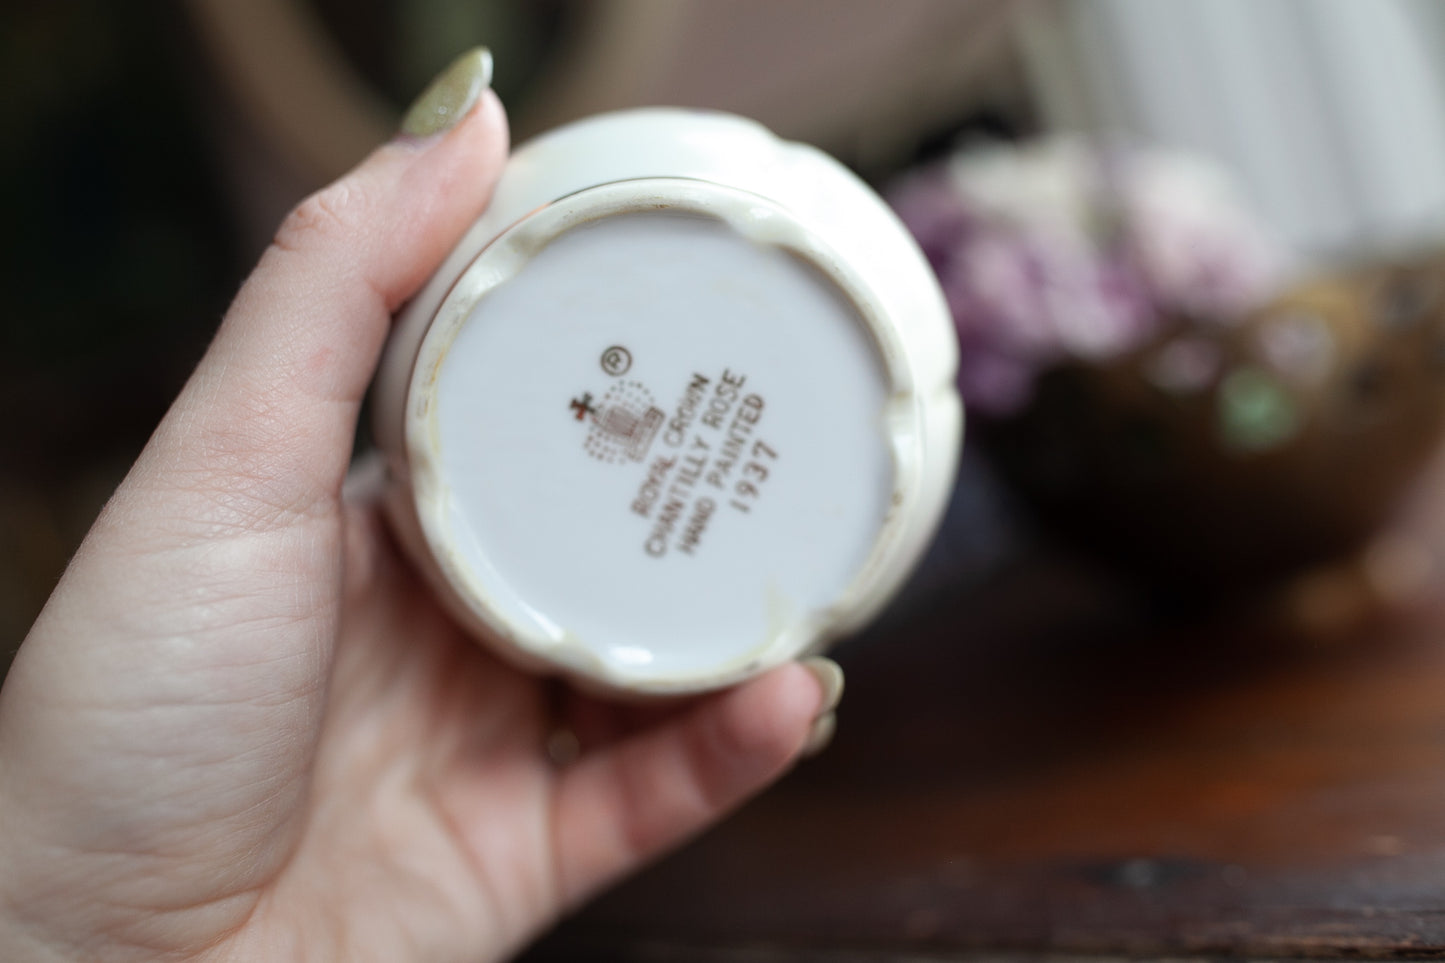 ®
ROYAL CROWN
CHANTILLY ROSE
HAND PAINTED
1937